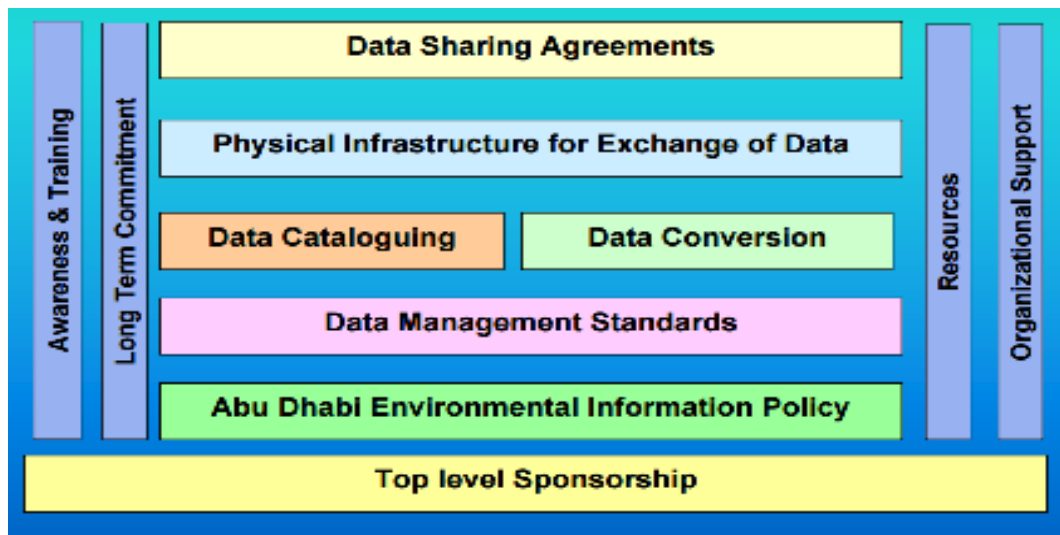 Data Sharing Agreements
Physical Infrastructure for Exchange of Data
Data Cataloguing
Data Conversion
Data Management Standards
Abu Dhabi Environmental Information Policy
Top level Sponsorship
Awareness & Training
Long Term Commitment
Resources
Organizational Support